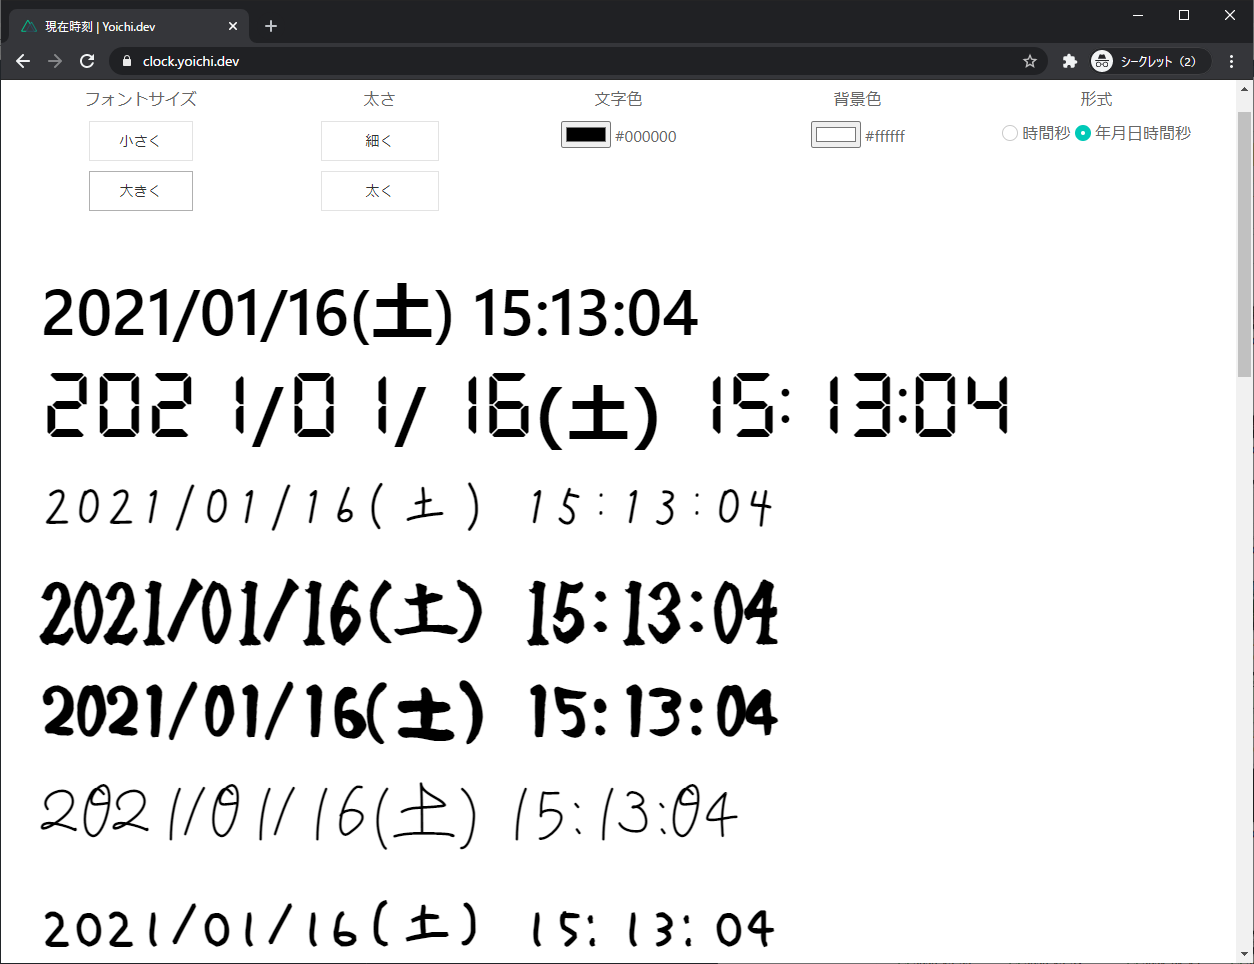 現在時刻 | Yoichi.dev
clock.yoichi.dev
シークレット (2)
フォントサイズ
太さ
文字色
背景色
形式
小さく
細く
#000000
#ffffff
時間秒
年月日時間秒
大きく
太く
2021/01/16(土) 15:13:04
2021/01/16(土) 15:13:04
2021/01/16(土) 15:13:04
2021/01/16(土) 15:13:04
2021/01/16(土) 15:13:04
2021/01/16(土) 15:13:04
2021/01/16(土) 15:13:04